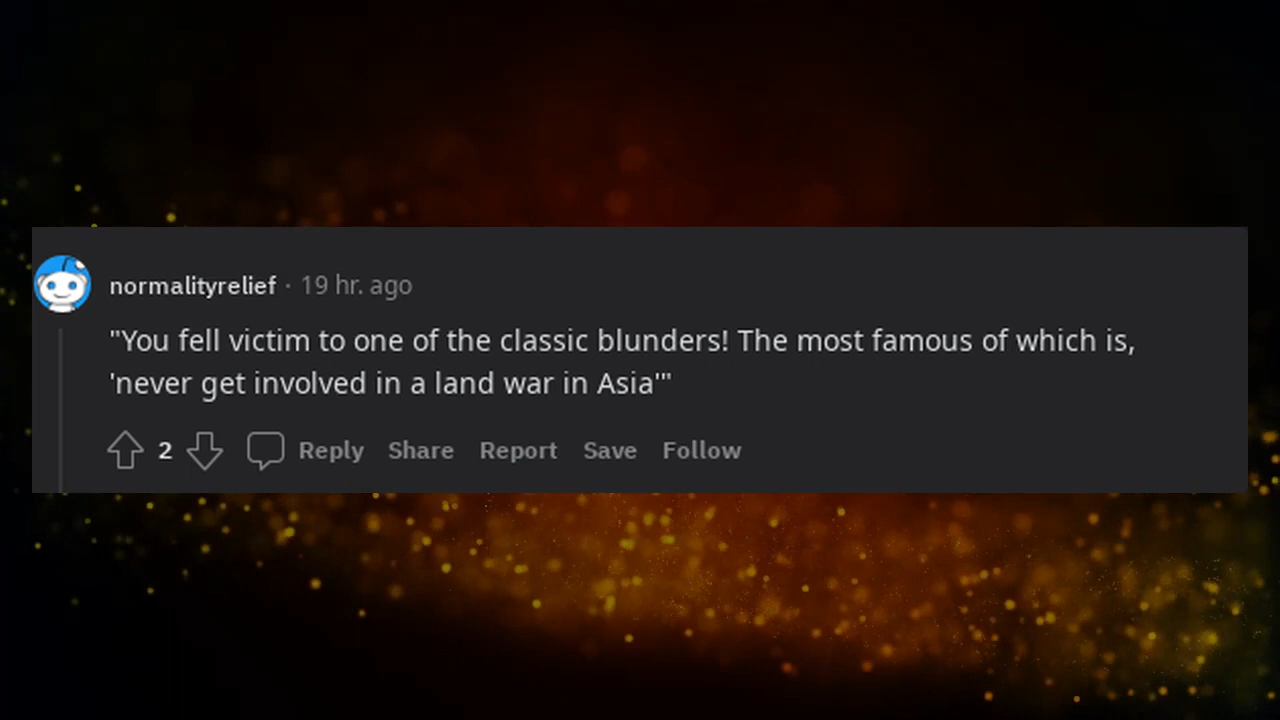 normalityrelief · 19 hr. ago
"You fell victim to one of the classic blunders! The most famous of which is,
'never get involved in a land war in Asia'"
2 Reply Share Report Save Follow